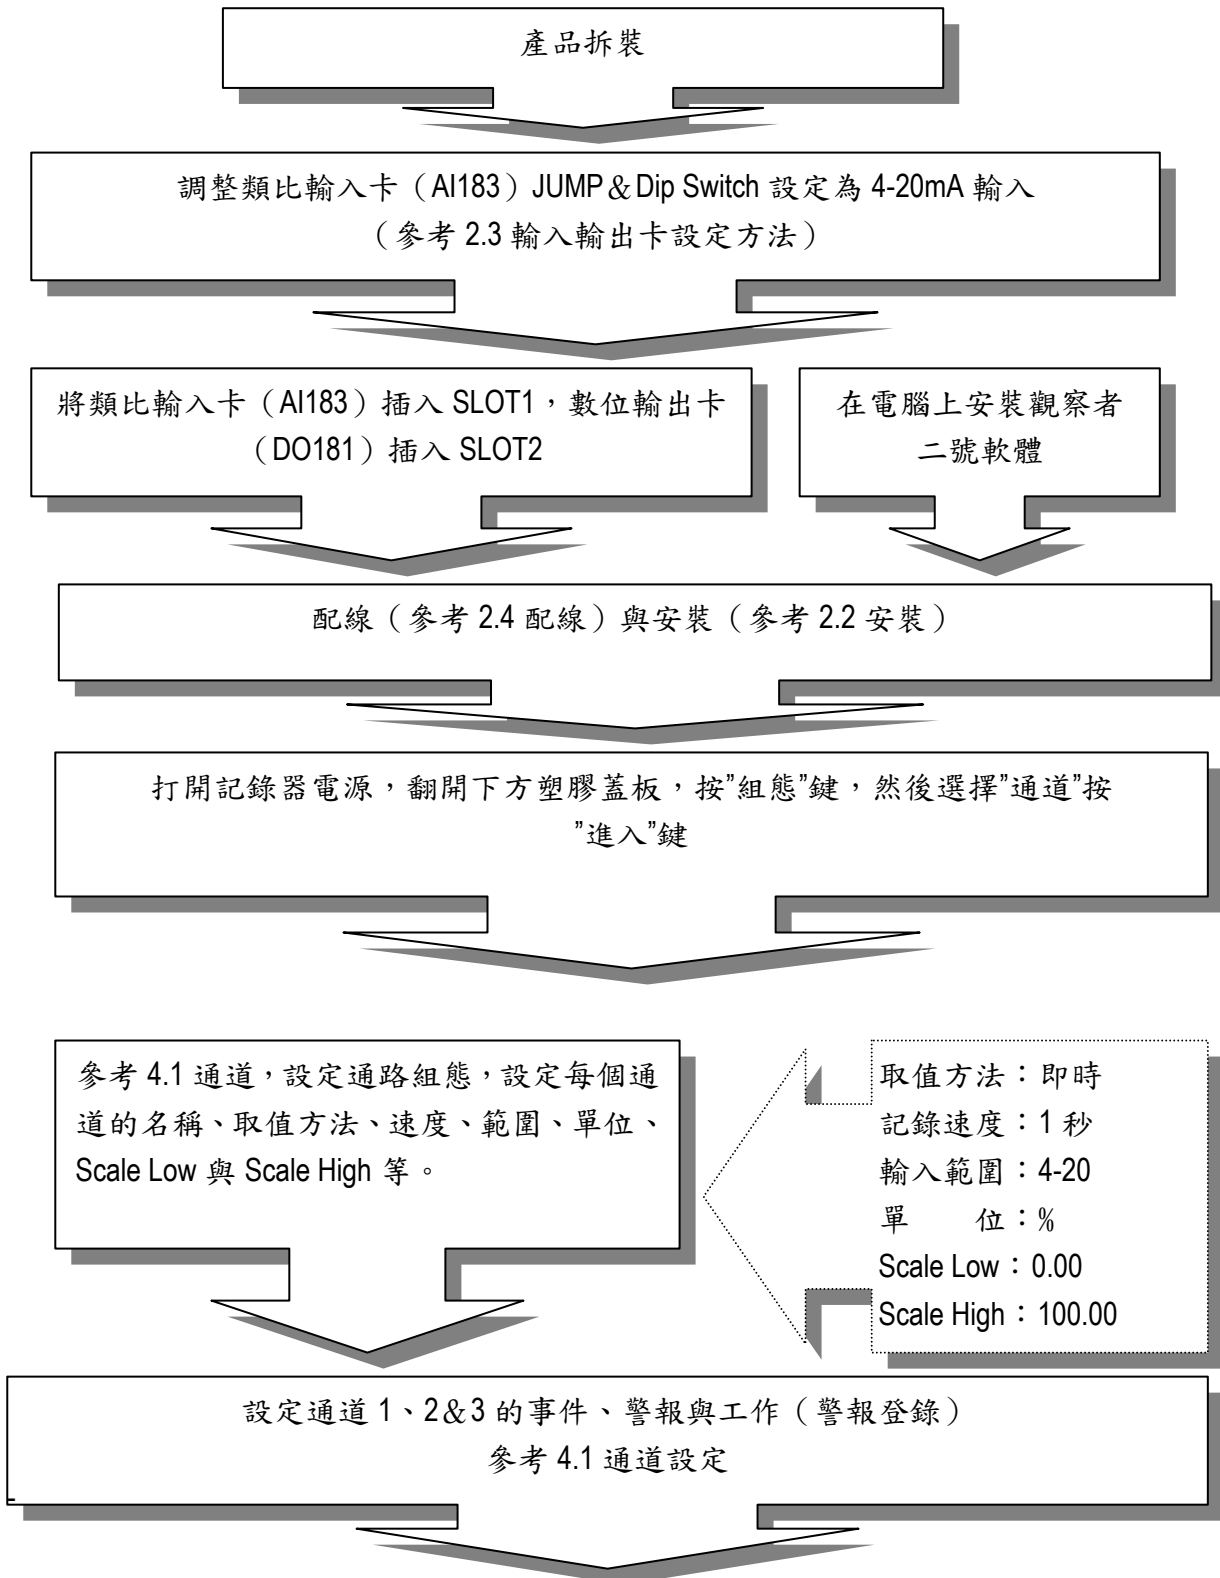 產品拆裝
調整類比輸入卡（AI183）JUMP＆Dip Switch 設定為 4-20mA 輸入
（參考 2.3 輸入輸出卡設定方法）
將類比輸入卡（AI183）插入 SLOT1，數位輸出卡
（DO181）插入 SLOT2
在電腦上安裝觀察者
二號軟體
配線（參考 2.4 配線）與安裝（參考 2.2 安裝）
打開記錄器電源，翻開下方塑膠蓋板，按”組態”鍵，然後選擇”通道”按
”進入”鍵
參考 4.1 通道，設定通路組態，設定每個通
道的名稱、取值方法、速度、範圍、單位、
Scale Low 與 Scale High 等。
取值方法：即時
記錄速度：1 秒
輸入範圍：4-20
單　　位：%
Scale Low：0.00
Scale High：100.00
設定通道 1、2＆3 的事件、警報與工作（警報登錄）
參考 4.1 通道設定